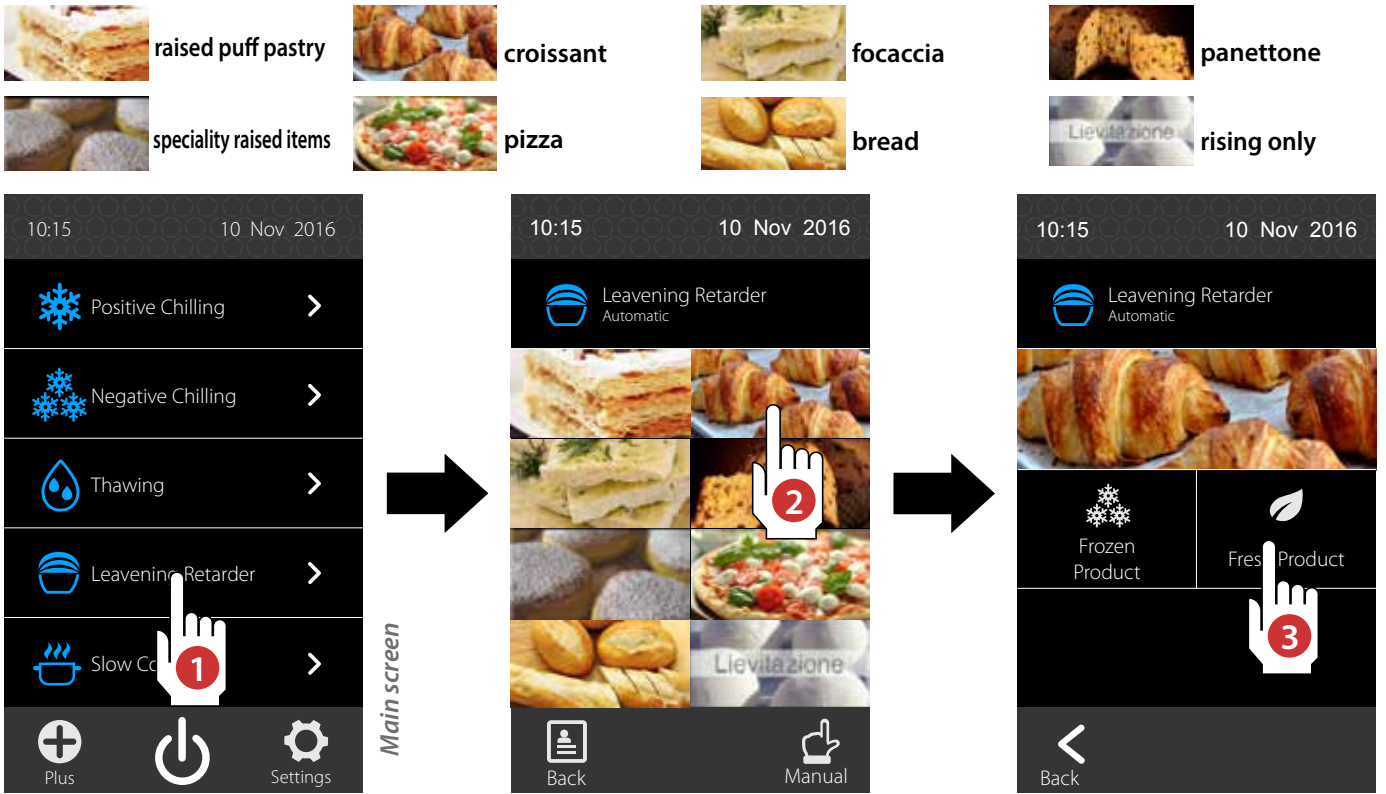 raised puff pastry
croissant
focaccia
panettone
speciality raised items
pizza
bread
Lievitazione
rising only
10:15 10 Nov 2016
Positive Chilling
Negative Chilling
Thawing
Leavening Retarder
Slow Co
1
Plus
Settings
Main screen
10:15 10 Nov 2016
Leavening Retarder
Automatic
2
Lievitazione
Back
Manual
10:15 10 Nov 2016
Leavening Retarder
Automatic
Frozen
Product
Fresh Product
3
Back